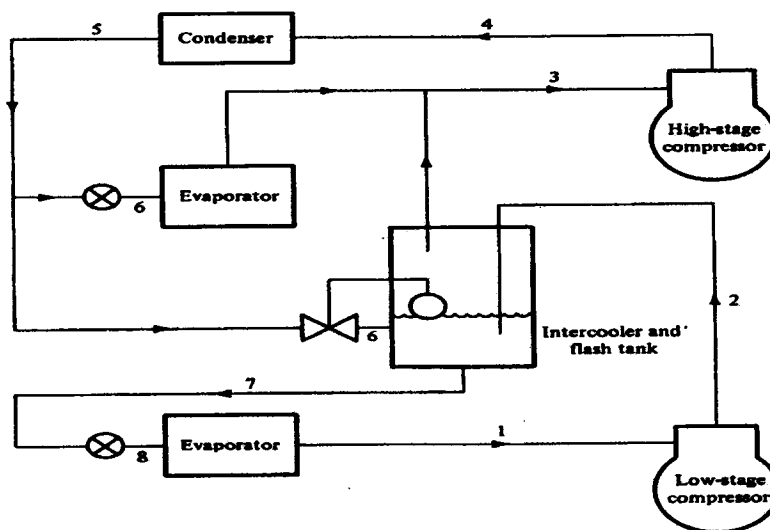 5
Condenser
4
3
High-stage
compressor
Evaporator
6
2
6
Intercooler and
flash tank
7
Evaporator
1
8
Low-stage
compressor